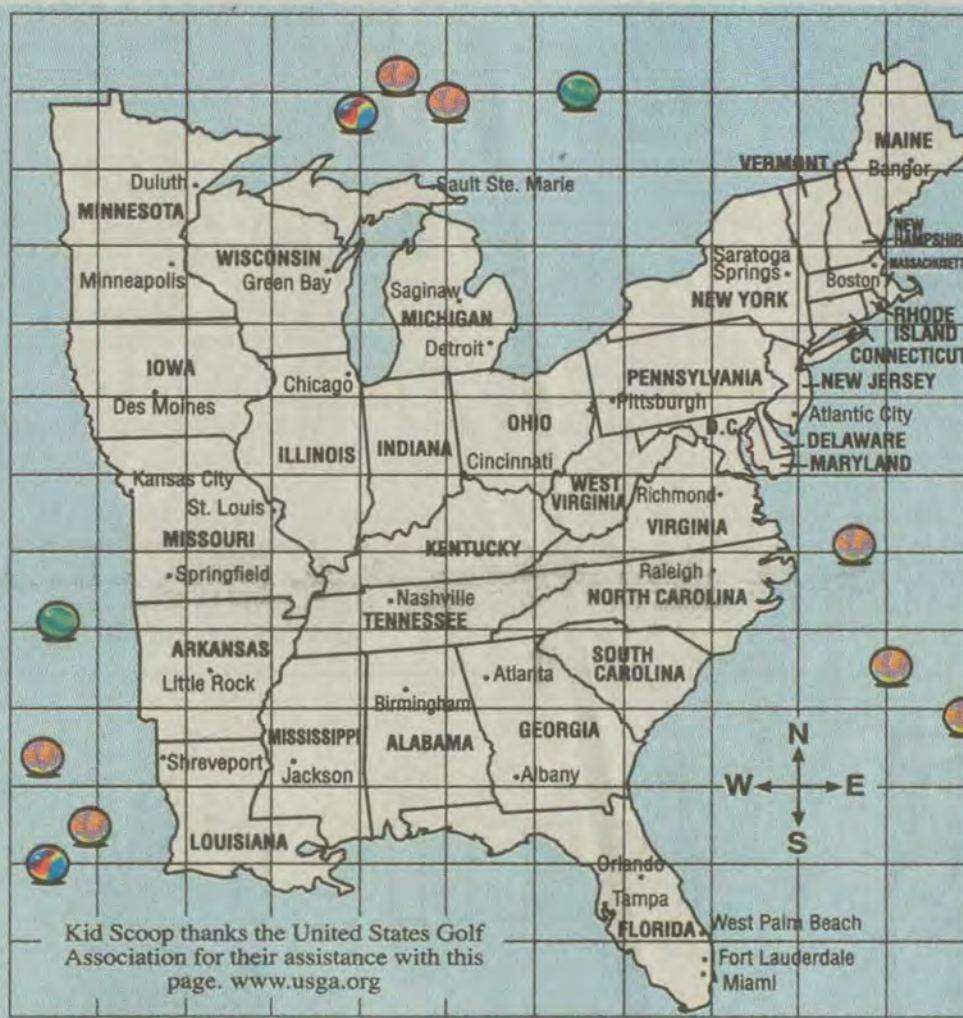 MAINE
Bangor
VERMONT
Duluth
Sault Ste. Marie
MINNESOTA
NEW
HAMPSHIRE
WISCONSIN
Saratoga
Springs
Minneapolis
Green Bay
Boston
Saginaw
NEW YORK
MICHIGAN
RHODE
ISLAND
Detroit
CONNECTICUT
IOWA
Chicago
PENNSYLVANIA
NEW JERSEY
Des Moines
Pittsburgh
Atlantic City
OHIO
D.C.
DELAWARE
ILLINOIS
INDIANA
Cincinnati
MARYLAND
Kansas City
WEST
VIRGINIA
Richmond
St. Louis
VIRGINIA
MISSOURI
KENTUCKY
Springfield
Raleigh
Nashville
NORTH CAROLINA
TENNESSEE
ARKANSAS
SOUTH
CAROLINA
Little Rock
Atlanta
Birmingham
MISSISSIPPI
ALABAMA
GEORGIA
N
Shreveport
Jackson
Albany
W E
S
LOUISIANA
Orlando
Tampa
FLORIDA
West Palm Beach
Fort Lauderdale
Miami
Kid Scoop thanks the United States Golf
Association for their assistance with this
page. www.usga.org